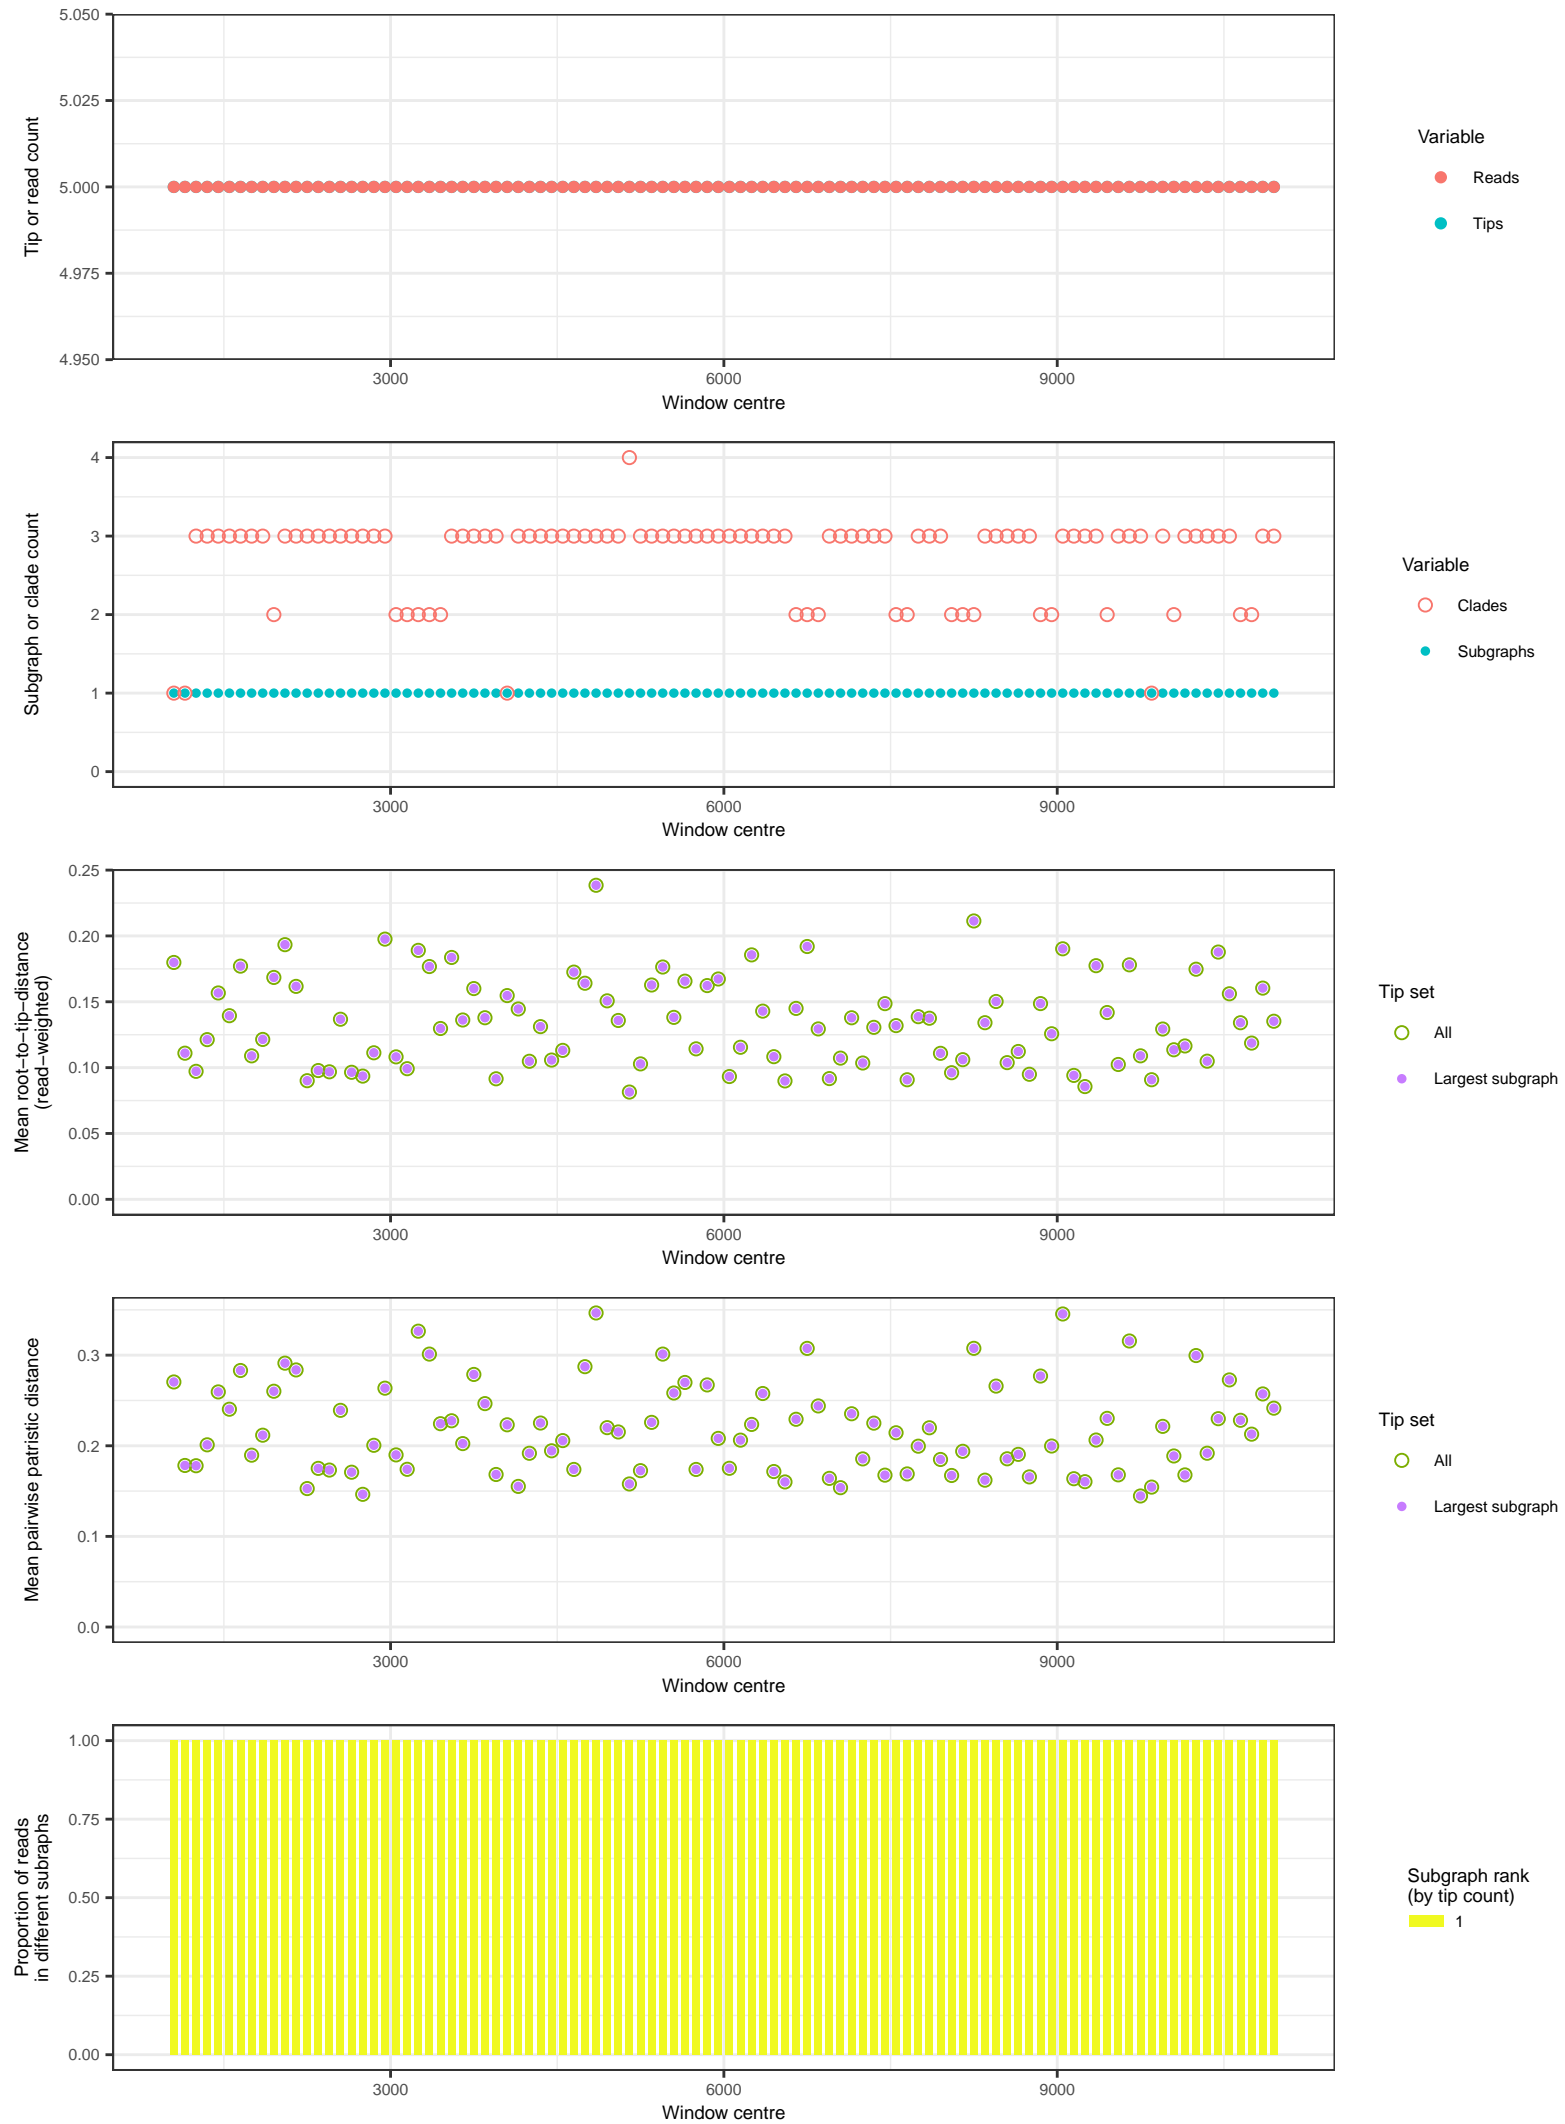 5.050
5.025
5.000
4.975
4.950
Tip or read count
3000 6000 9000
Window centre
Variable
Reads
Tips
4
3
2
1
0
Subgraph or clade count
3000 6000 9000
Window centre
Variable
Clades
Subgraphs
0.25
0.20
0.15
0.10
0.05
0.00
Mean root−to−tip−distance
(read−weighted)
3000 6000 9000
Window centre
Tip set
All
Largest subgraph
0.3
0.2
0.1
0.0
Mean pairwise patristic distance
3000 6000 9000
Window centre
Tip set
All
Largest subgraph
1.00
0.75
0.50
0.25
0.00
Proportion of reads
in different subraphs
3000 6000 9000
Window centre
Subgraph rank
(by tip count)
1